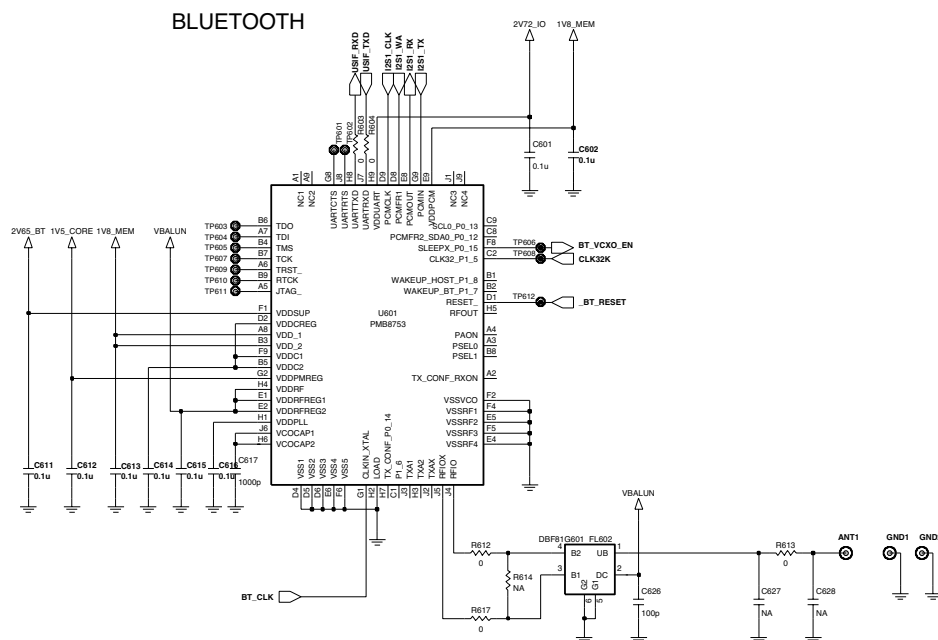 BLUETOOTH
2V72_IO 1V8_MEM
USIF_RXD
USIF_TXD
I2S1_CLK
I2S1_WA
I2S1_RX
I2S1_TX
TP601
TP602
R603
R604
0
0
C601
0.1u
C602
0.1u
A1 A9 G8 J8 H8 J7 H9 D9 D8 E8 G9 E9 J1 J9
NC1
NC2
UARTCTS
UARTRTS
UARTTXD
UARTRXD
VDDUART
PCMCLK
PCMFR1
PCMOUT
PCMIN
VDDPCM
NC3
NC4
2V65_BT 1V5_CORE 1V8_MEM VBALUN
TP603 B6 TDO
TP604 A7 TDI
TP605 B4 TMS
TP607 B7 TCK
TP609 A6 TRST_
TP610 B9 RTCK
TP611 A5 JTAG_
F1 VDDSUP
D2 VDDCREG
A8 VDD_1
B3 VDD_2
F9 VDDC1
B5 VDDC2
G2 VDDPMREG
H4 VDDRF
E1 VDDRFREG1
E2 VDDRFREG2
H1 VDDPLL
J6 VCOCAP1
H6 VCOCAP2
U601
PMB8753
SCL0_P0_13 C9
PCMFR2_SDA0_P0_12 C8
SLEEPX_P0_15 F8 TP606 BT_VCXO_EN
CLK32_P1_5 C2 TP608 CLK32K
WAKEUP_HOST_P1_8 B1
WAKEUP_BT_P1_7 B2
RESET_ D1 TP612 _BT_RESET
RFOUT H5
PAON A4
PSEL0 A3
PSEL1 B8
TX_CONF_RXON A2
VSSVCO F2
VSSRF1 F4
VSSRF2 E5
VSSRF3 F5
VSSRF4 E4
VSS1
VSS2
VSS3
VSS4
VSS5
CLKIN_XTAL
LOAD
TX_CONF_P0_14
P1_6
TXA1
TXA2
TXAX
RFIOX
RFIO
D4 D5 D6 E6 F6 G1 H2 H7 C1 J3 H3 J2 J5 J4
C611
0.1u
C612
0.1u
C613
0.1u
C614
0.1u
C615
0.1u
C616
0.1u
C617
1000p
BT_CLK
R612
0
R614
NA
R617
0
DBF81G601 FL602
4 B2 UB 1
3 B1 DC 2
G2 G1
6 5
VBALUN
C626
100p
C627
NA
R613
0
C628
NA
ANT1 GND1